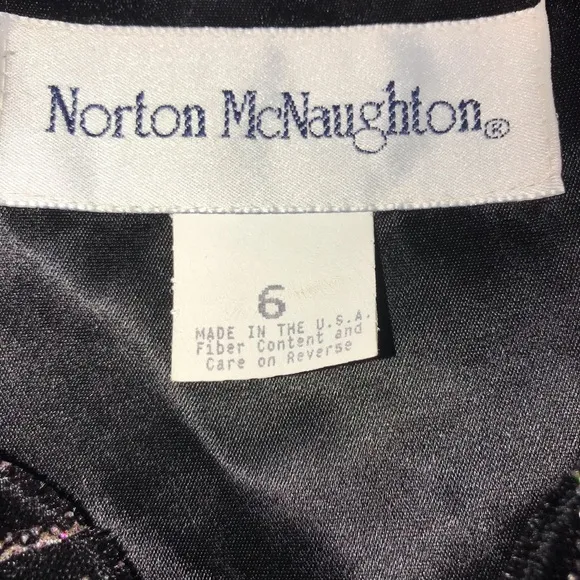 Norton McNaughton®
6
MADE IN THE U.S.A.
Fiber Content and
Care on Reverse